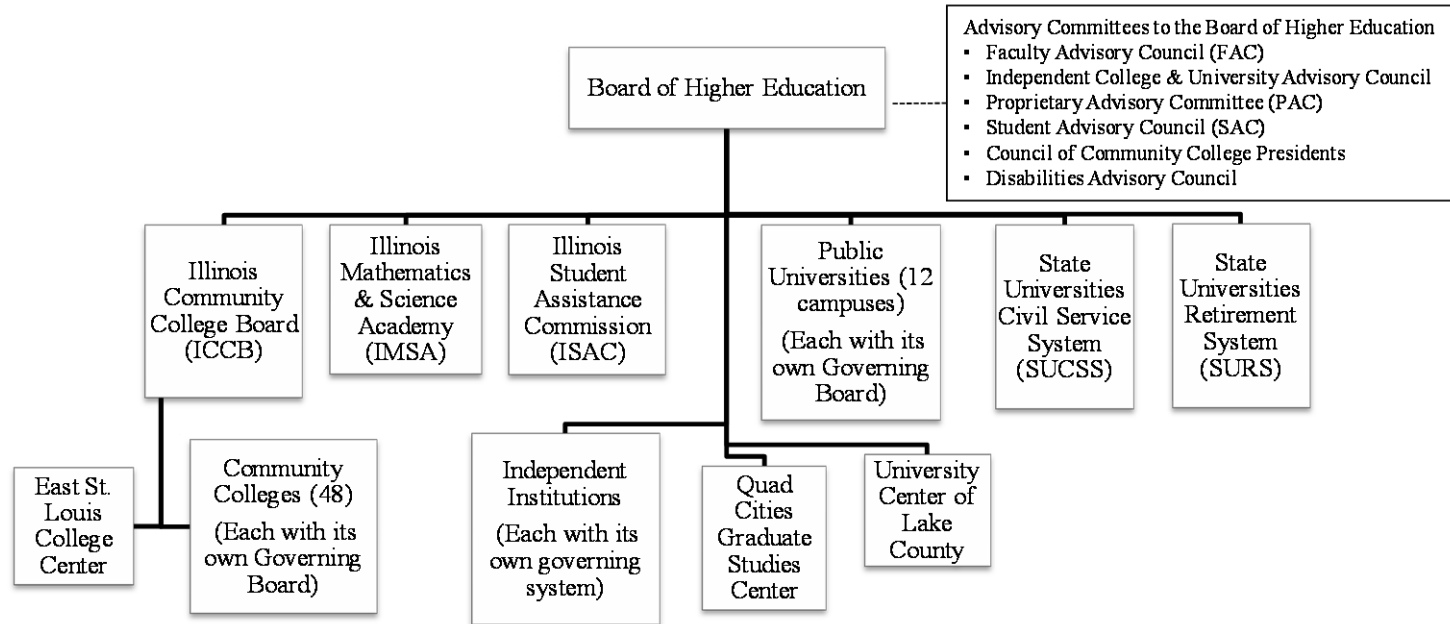 Board of Higher Education
Advisory Committees to the Board of Higher Education
▪ Faculty Advisory Council (FAC)
▪ Independent College & University Advisory Council
▪ Proprietary Advisory Committee (PAC)
▪ Student Advisory Council (SAC)
▪ Council of Community College Presidents
▪ Disabilities Advisory Council
Illinois
Community
College Board
(ICCB)
Illinois
Mathematics
& Science
Academy
(IMSA)
Illinois
Student
Assistance
Commission
(ISAC)
Public
Universities (12
campuses)
(Each with its
own Governing
Board)
State
Universities
Civil Service
System
(SUCSS)
State
Universities
Retirement
System
(SURS)
East St.
Louis
College
Center
Community
Colleges (48)
(Each with its
own Governing
Board)
Independent
Institutions
(Each with its
own governing
system)
Quad
Cities
Graduate
Studies
Center
University
Center of
Lake
County